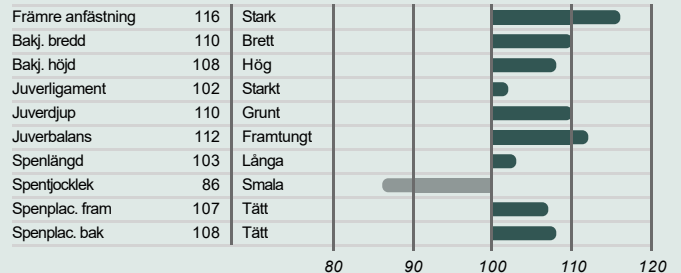 Främre anfästning 116 Stark
Bakj. bredd 110 Brett
Bakj. höjd 108 Hög
Juverligament 102 Starkt
Juverdjup 110 Grunt
Juverbalans 112 Framtungt
Spenlängd 103 Långa
Spentjocklek 86 Smala
Spenplac. fram 107 Tätt
Spenplac. bak 108 Tätt
80 90 100 110 120